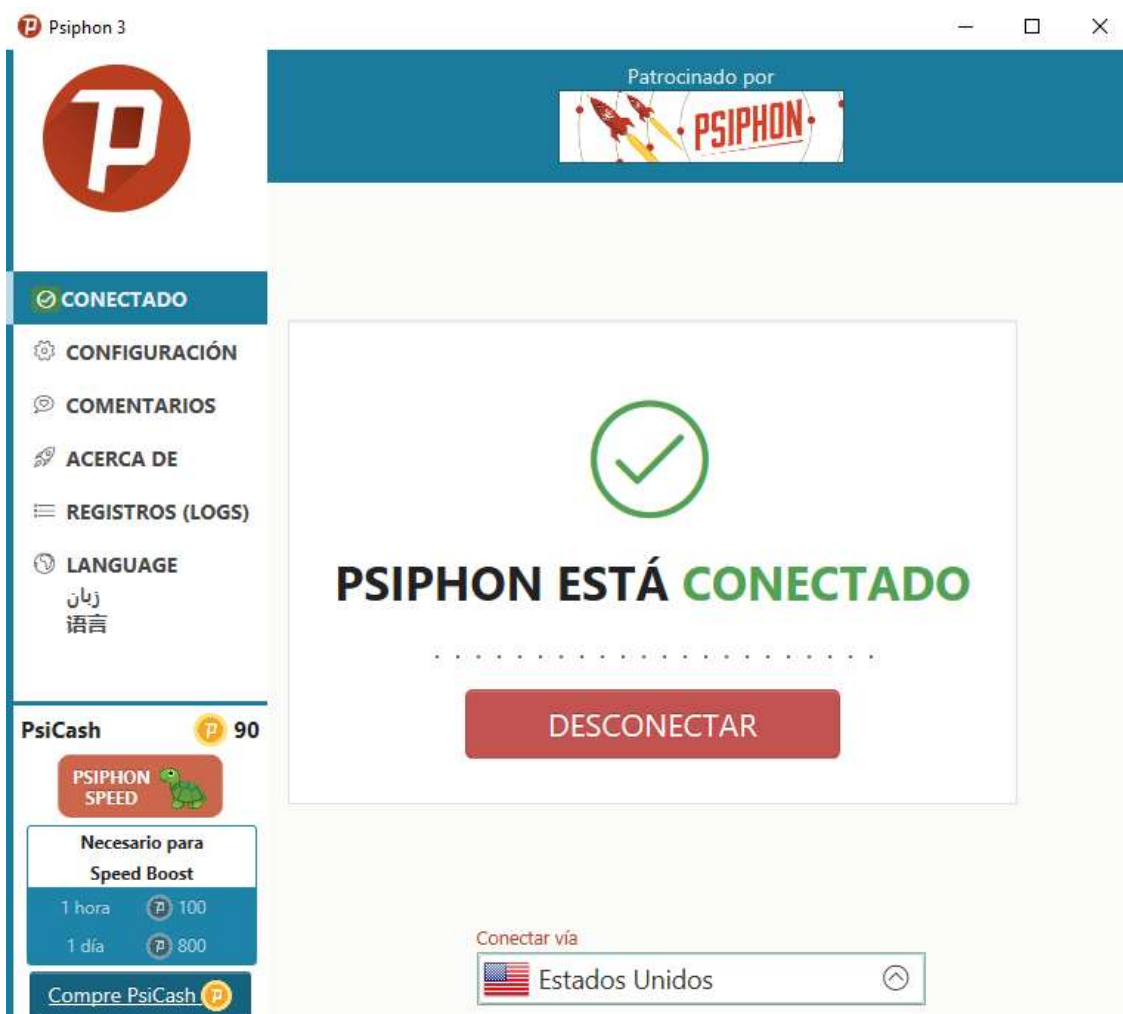 Psiphon 3
Patrocinado por
PSIPHON
CONECTADO
CONFIGURACIÓN
COMENTARIOS
ACERCA DE
REGISTROS (LOGS)
LANGUAGE
زبان
语言
PSIPHON ESTÁ CONECTADO
DESCONECTAR
PsiCash 90
PSIPHON
SPEED
Necesario para
Speed Boost
1 hora 100
1 día 800
Compre PsiCash
Conectar vía
Estados Unidos